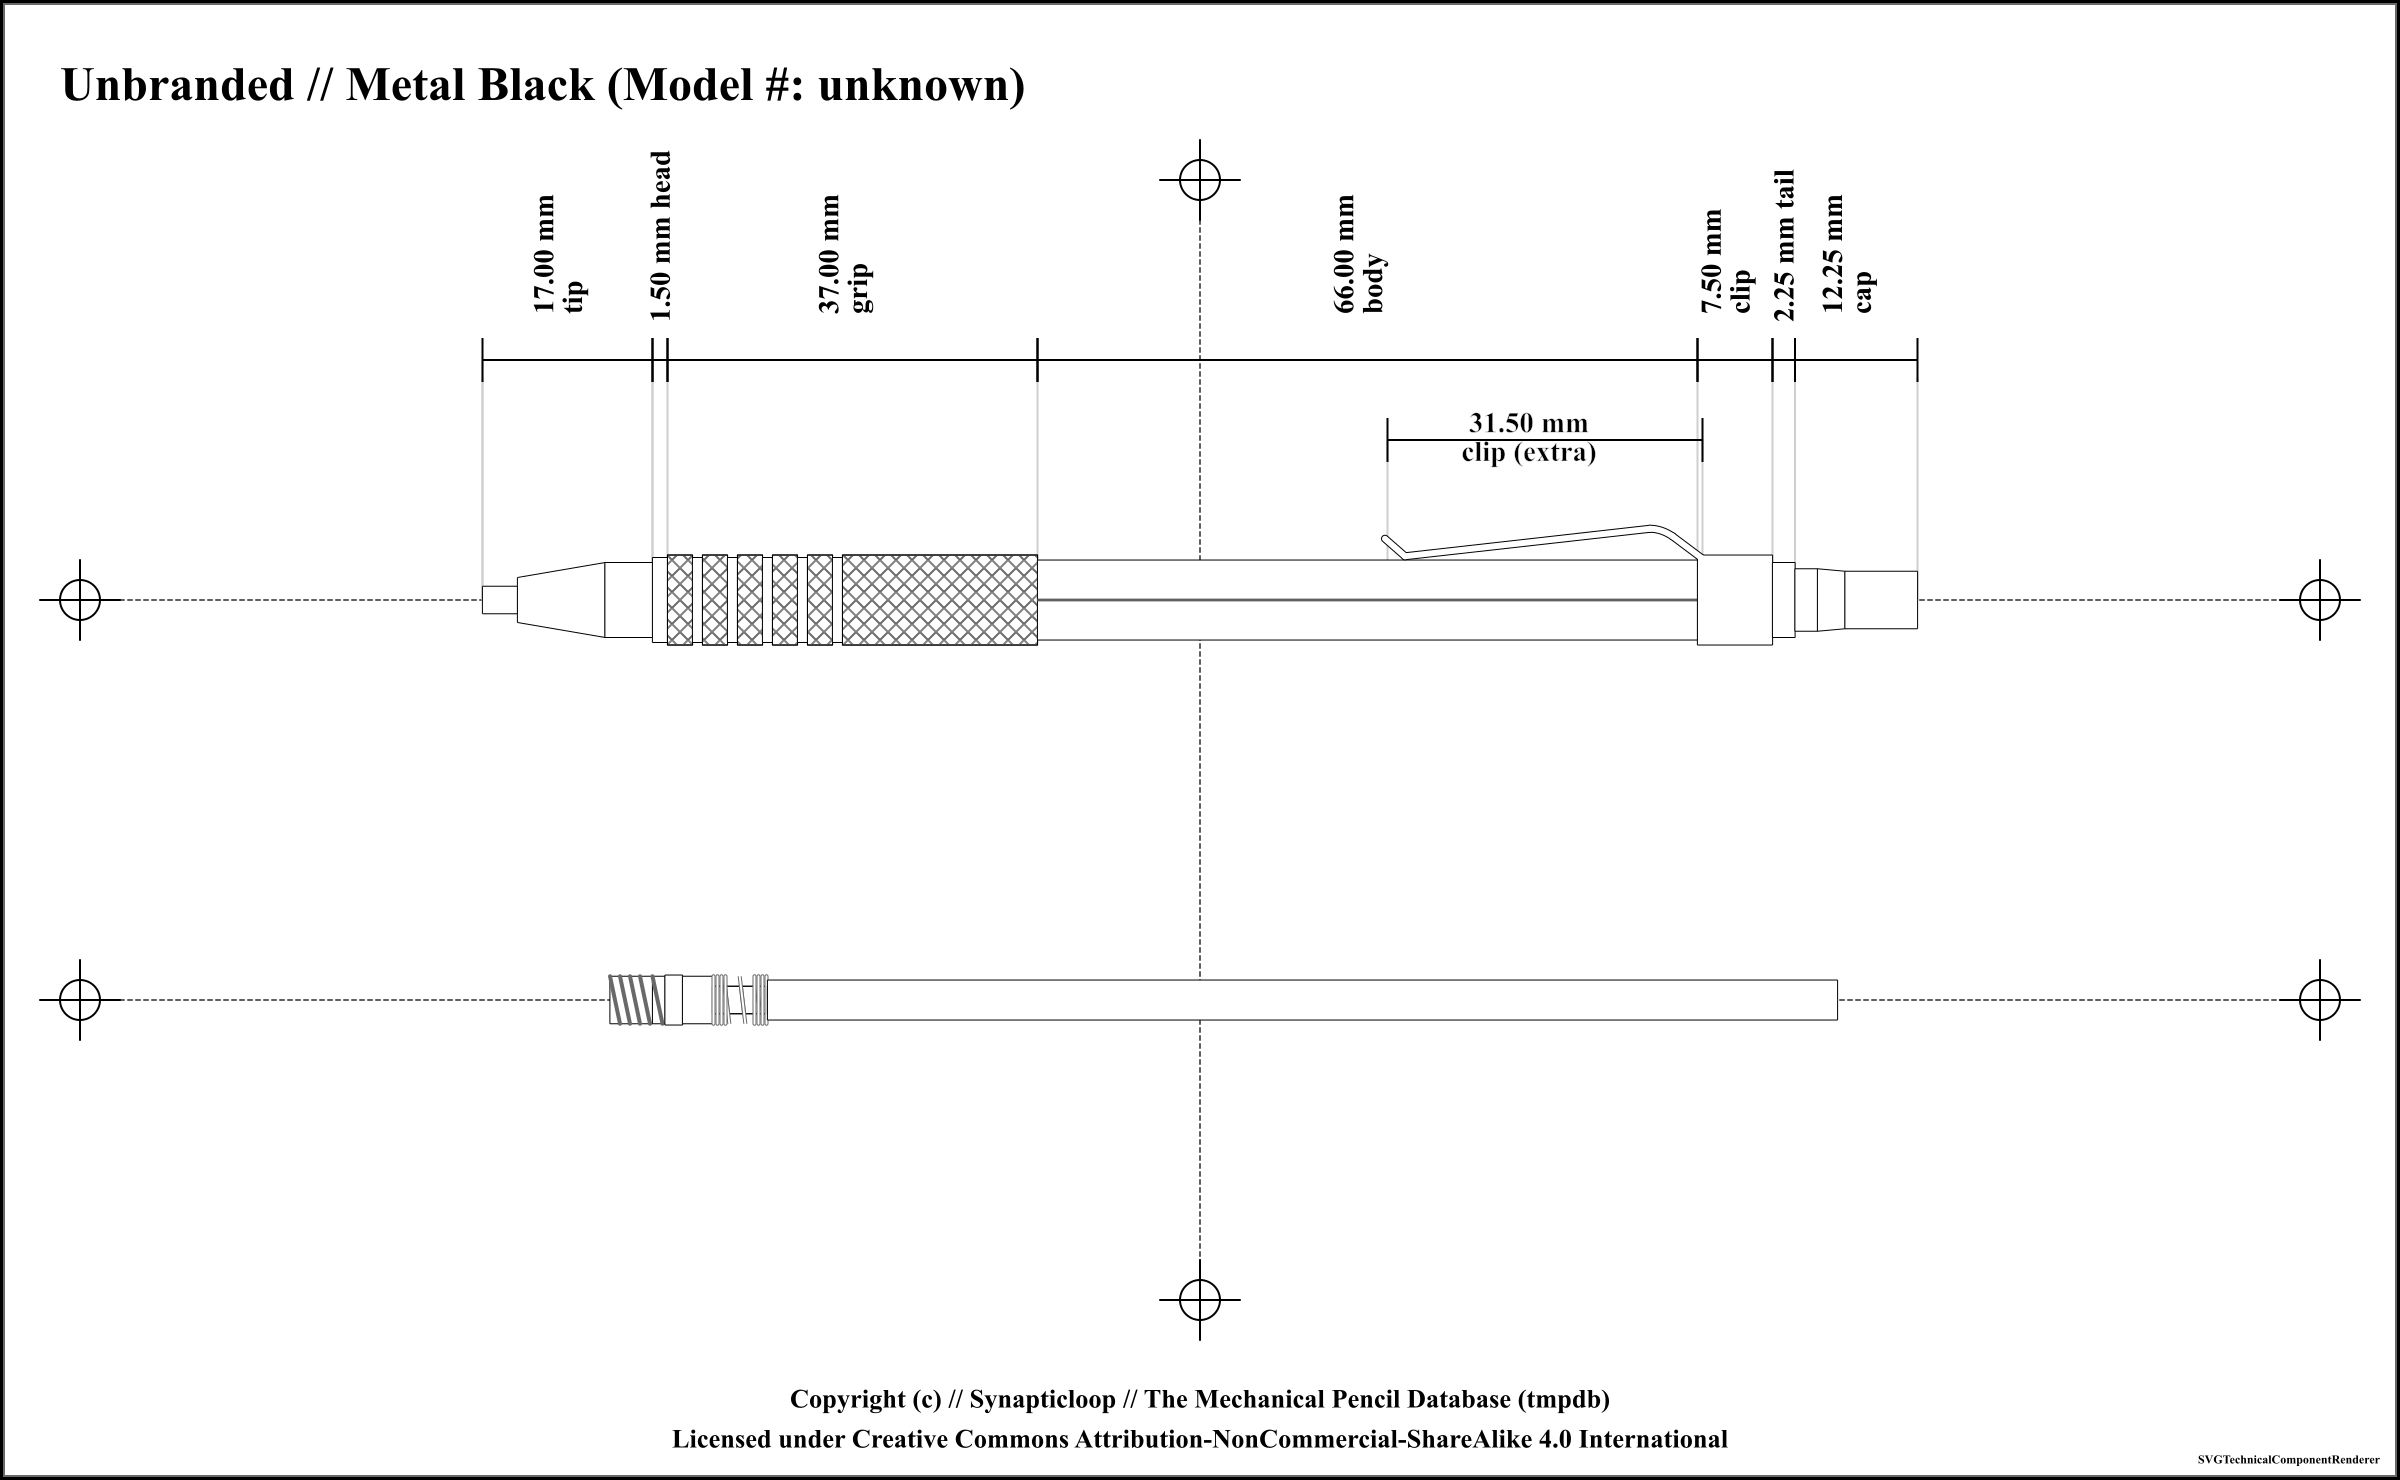 Unbranded // Metal Black (Model #: unknown)
17.00 mm
tip
1.50 mm head
37.00 mm
grip
66.00 mm
body
7.50 mm
clip
2.25 mm tail
12.25 mm
cap
31.50 mm
clip (extra)
Copyright (c) // Synapticloop // The Mechanical Pencil Database (tmpdb)
Licensed under Creative Commons Attribution-NonCommercial-ShareAlike 4.0 International
SVGTechnicalComponentRenderer